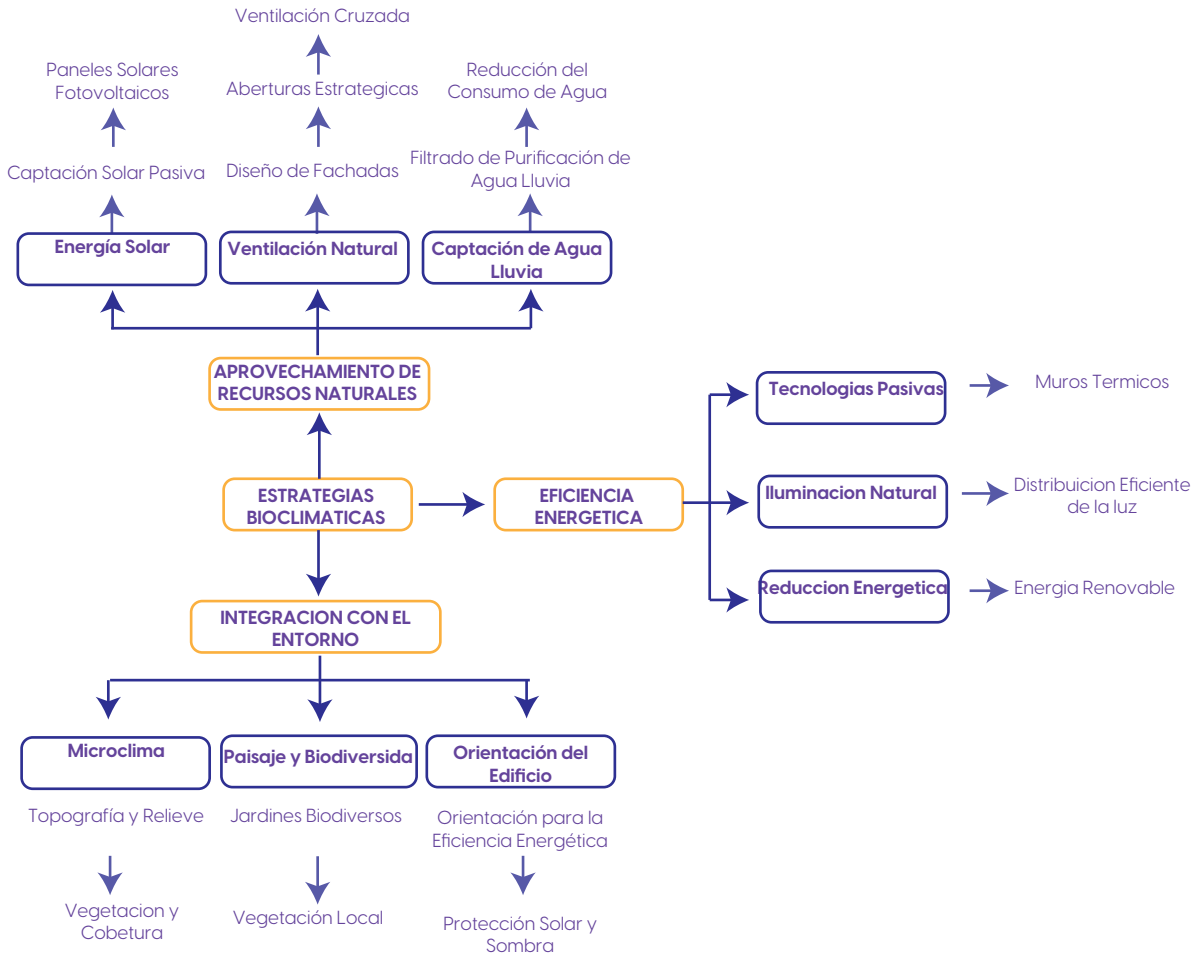 Ventilación Cruzada
Paneles Solares
Fotovoltaicos
Aberturas Estrategicas
Reducción del
Consumo de Agua
Captación Solar Pasiva
Diseño de Fachadas
Filtrado de Purificación de
Agua Lluvia
Energía Solar
Ventilación Natural
Captación de Agua
Lluvia
APROVECHAMIENTO DE
RECURSOS NATURALES
Tecnologias Pasivas
Muros Termicos
ESTRATEGIAS
BIOCLIMATICAS
EFICIENCIA
ENERGETICA
Iluminacion Natural
Distribuicion Eficiente
de la luz
Reduccion Energetica
Energia Renovable
INTEGRACION CON EL
ENTORNO
Microclima
Paisaje y Biodiversida
Orientación del
Edificio
Topografía y Relieve
Jardines Biodiversos
Orientación para la
Eficiencia Energética
Vegetacion y
Cobetura
Vegetación Local
Protección Solar y
Sombra